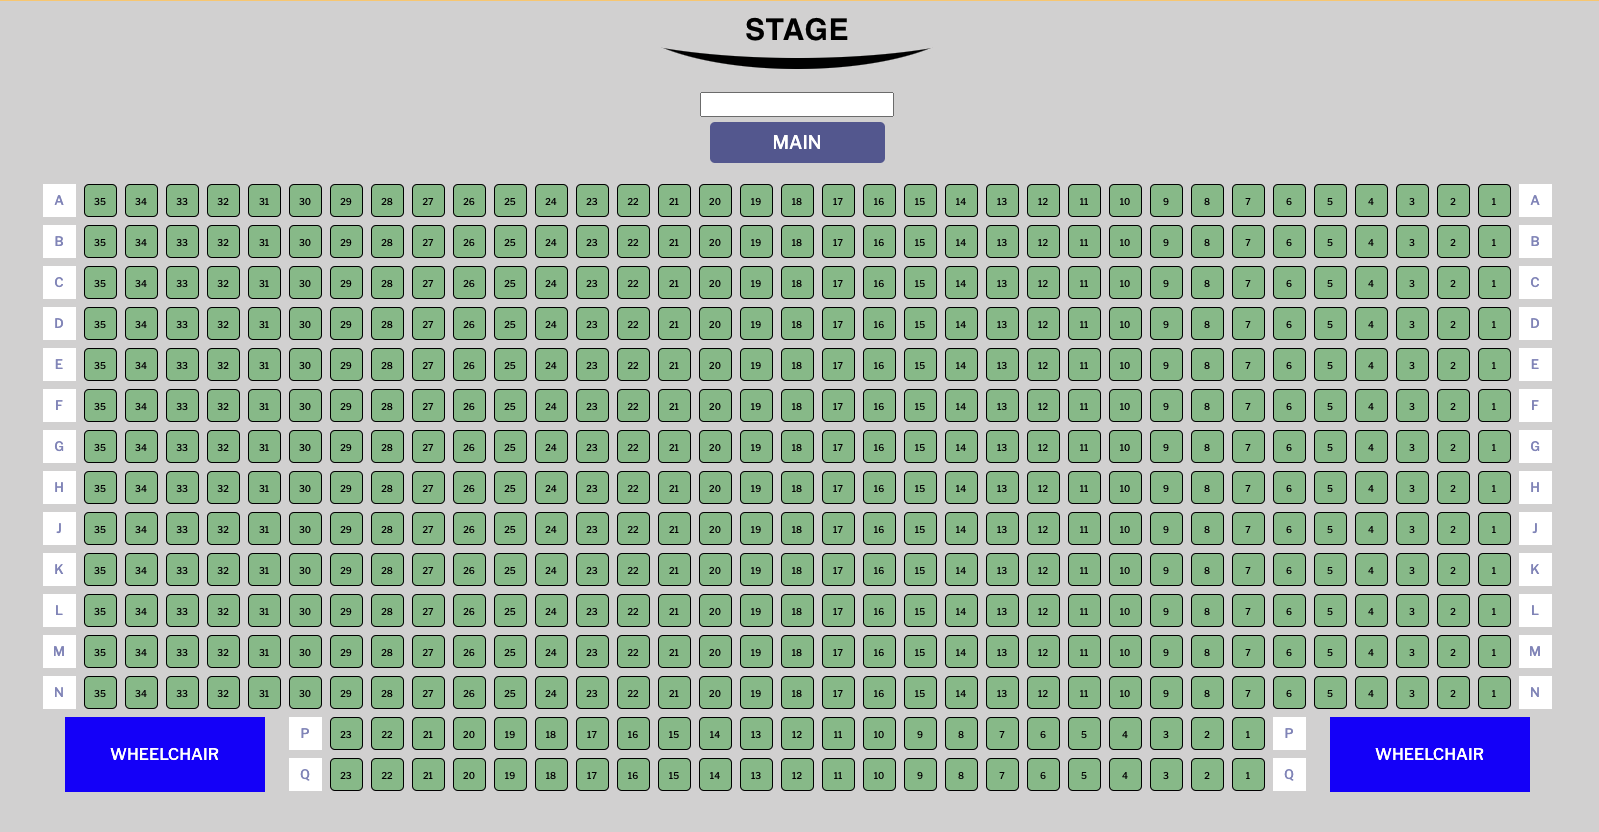 STAGE
MAIN
A 35 34 33 32 31 30 29 28 27 26 25 24 23 22 21 20 19 18 17 16 15 14 13 12 11 10 9 8 7 6 5 4 3 2 1 A
B 35 34 33 32 31 30 29 28 27 26 25 24 23 22 21 20 19 18 17 16 15 14 13 12 11 10 9 8 7 6 5 4 3 2 1 B
C 35 34 33 32 31 30 29 28 27 26 25 24 23 22 21 20 19 18 17 16 15 14 13 12 11 10 9 8 7 6 5 4 3 2 1 C
D 35 34 33 32 31 30 29 28 27 26 25 24 23 22 21 20 19 18 17 16 15 14 13 12 11 10 9 8 7 6 5 4 3 2 1 D
E 35 34 33 32 31 30 29 28 27 26 25 24 23 22 21 20 19 18 17 16 15 14 13 12 11 10 9 8 7 6 5 4 3 2 1 E
F 35 34 33 32 31 30 29 28 27 26 25 24 23 22 21 20 19 18 17 16 15 14 13 12 11 10 9 8 7 6 5 4 3 2 1 F
G 35 34 33 32 31 30 29 28 27 26 25 24 23 22 21 20 19 18 17 16 15 14 13 12 11 10 9 8 7 6 5 4 3 2 1 G
H 35 34 33 32 31 30 29 28 27 26 25 24 23 22 21 20 19 18 17 16 15 14 13 12 11 10 9 8 7 6 5 4 3 2 1 H
J 35 34 33 32 31 30 29 28 27 26 25 24 23 22 21 20 19 18 17 16 15 14 13 12 11 10 9 8 7 6 5 4 3 2 1 J
K 35 34 33 32 31 30 29 28 27 26 25 24 23 22 21 20 19 18 17 16 15 14 13 12 11 10 9 8 7 6 5 4 3 2 1 K
L 35 34 33 32 31 30 29 28 27 26 25 24 23 22 21 20 19 18 17 16 15 14 13 12 11 10 9 8 7 6 5 4 3 2 1 L
M 35 34 33 32 31 30 29 28 27 26 25 24 23 22 21 20 19 18 17 16 15 14 13 12 11 10 9 8 7 6 5 4 3 2 1 M
N 35 34 33 32 31 30 29 28 27 26 25 24 23 22 21 20 19 18 17 16 15 14 13 12 11 10 9 8 7 6 5 4 3 2 1 N
P 23 22 21 20 19 18 17 16 15 14 13 12 11 10 9 8 7 6 5 4 3 2 1 P
WHEELCHAIR WHEELCHAIR
Q 23 22 21 20 19 18 17 16 15 14 13 12 11 10 9 8 7 6 5 4 3 2 1 Q